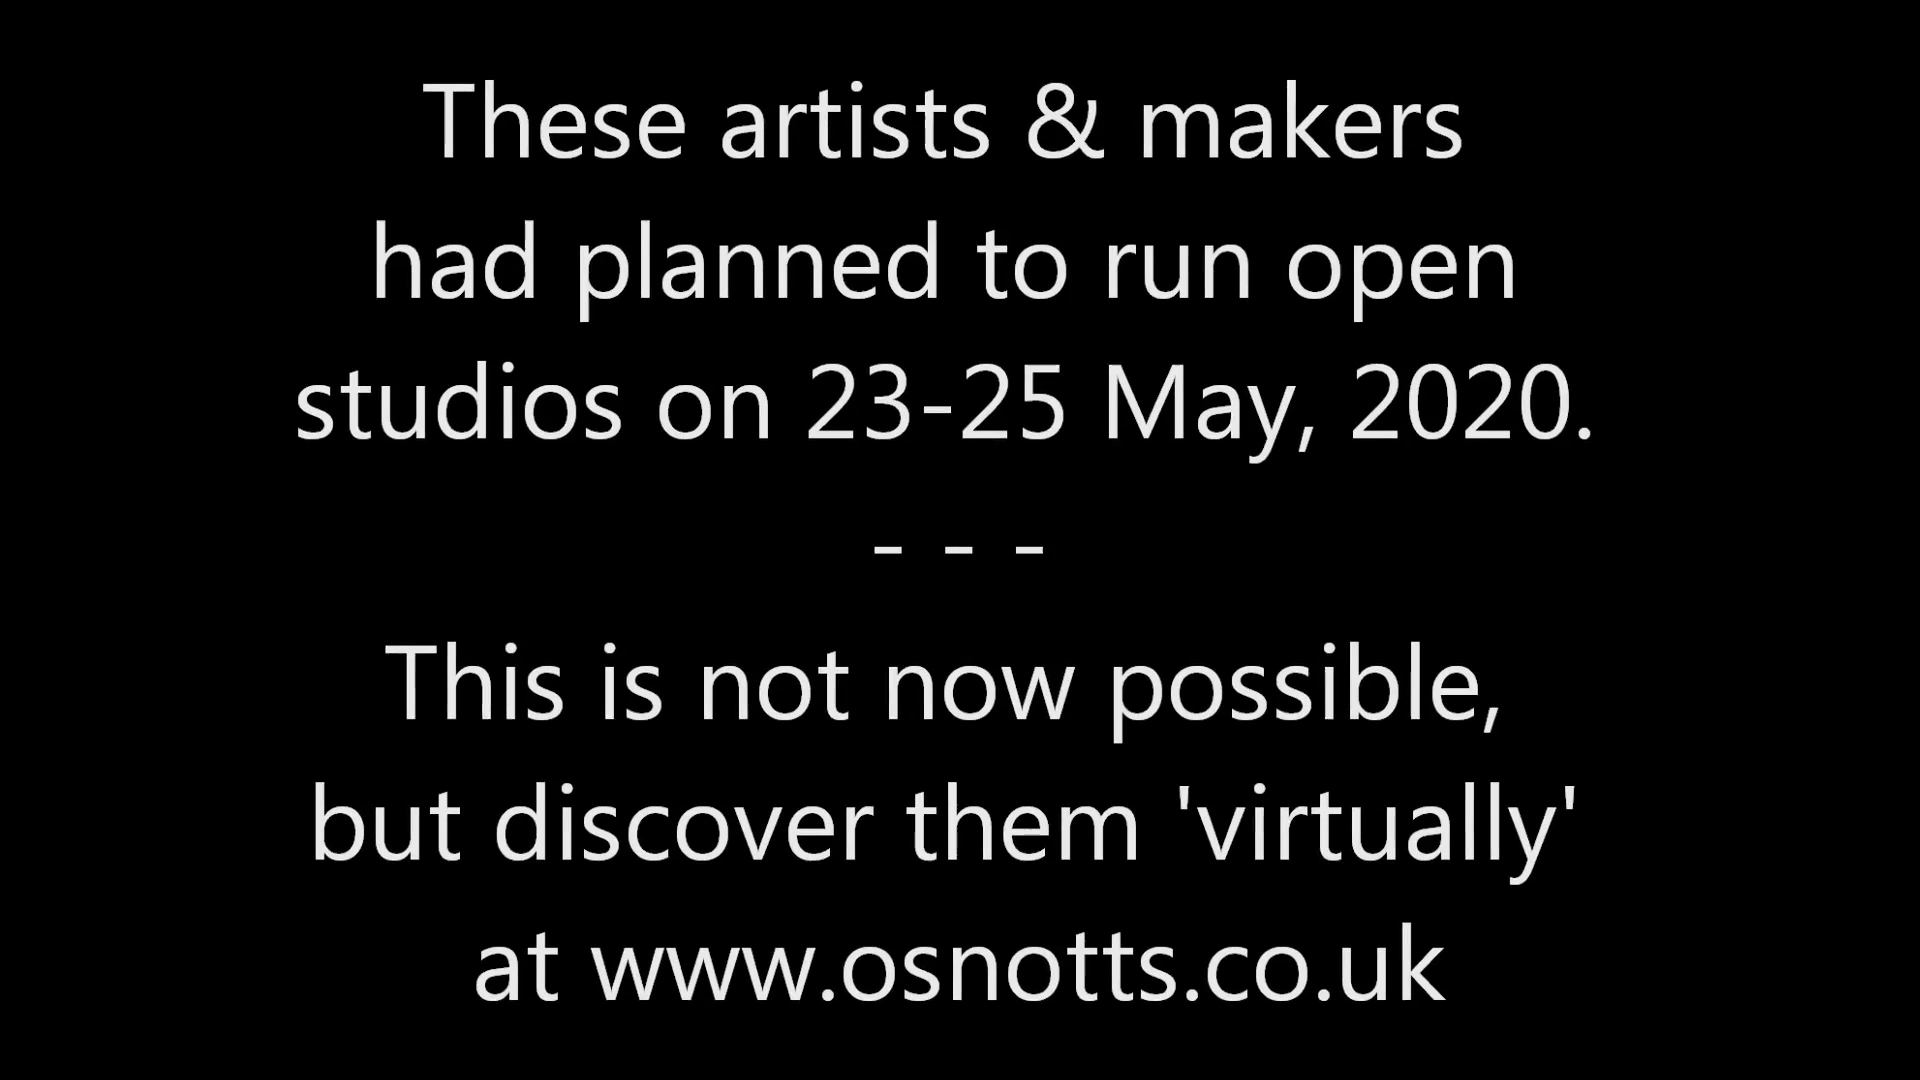 These artists & makers
had planned to run open
studios on 23-25 May, 2020.
- - -
This is not now possible,
but discover them 'virtually'
at www.osnotts.co.uk